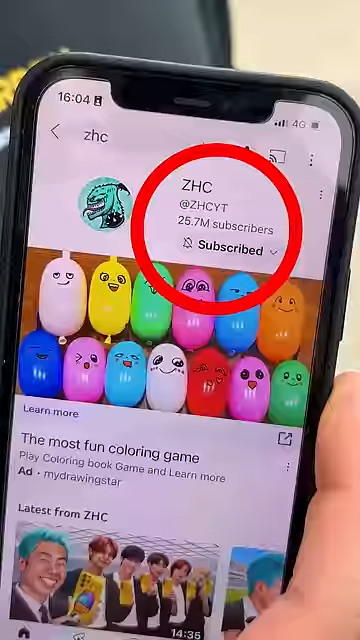 16:04
4G
zhc
ZHC
@ZHCYT
25.7M subscribers
Subscribed
Learn more
The most fun coloring game
Play Coloring book Game and Learn more
Ad • mydrawingstar
Latest from ZHC
14:35